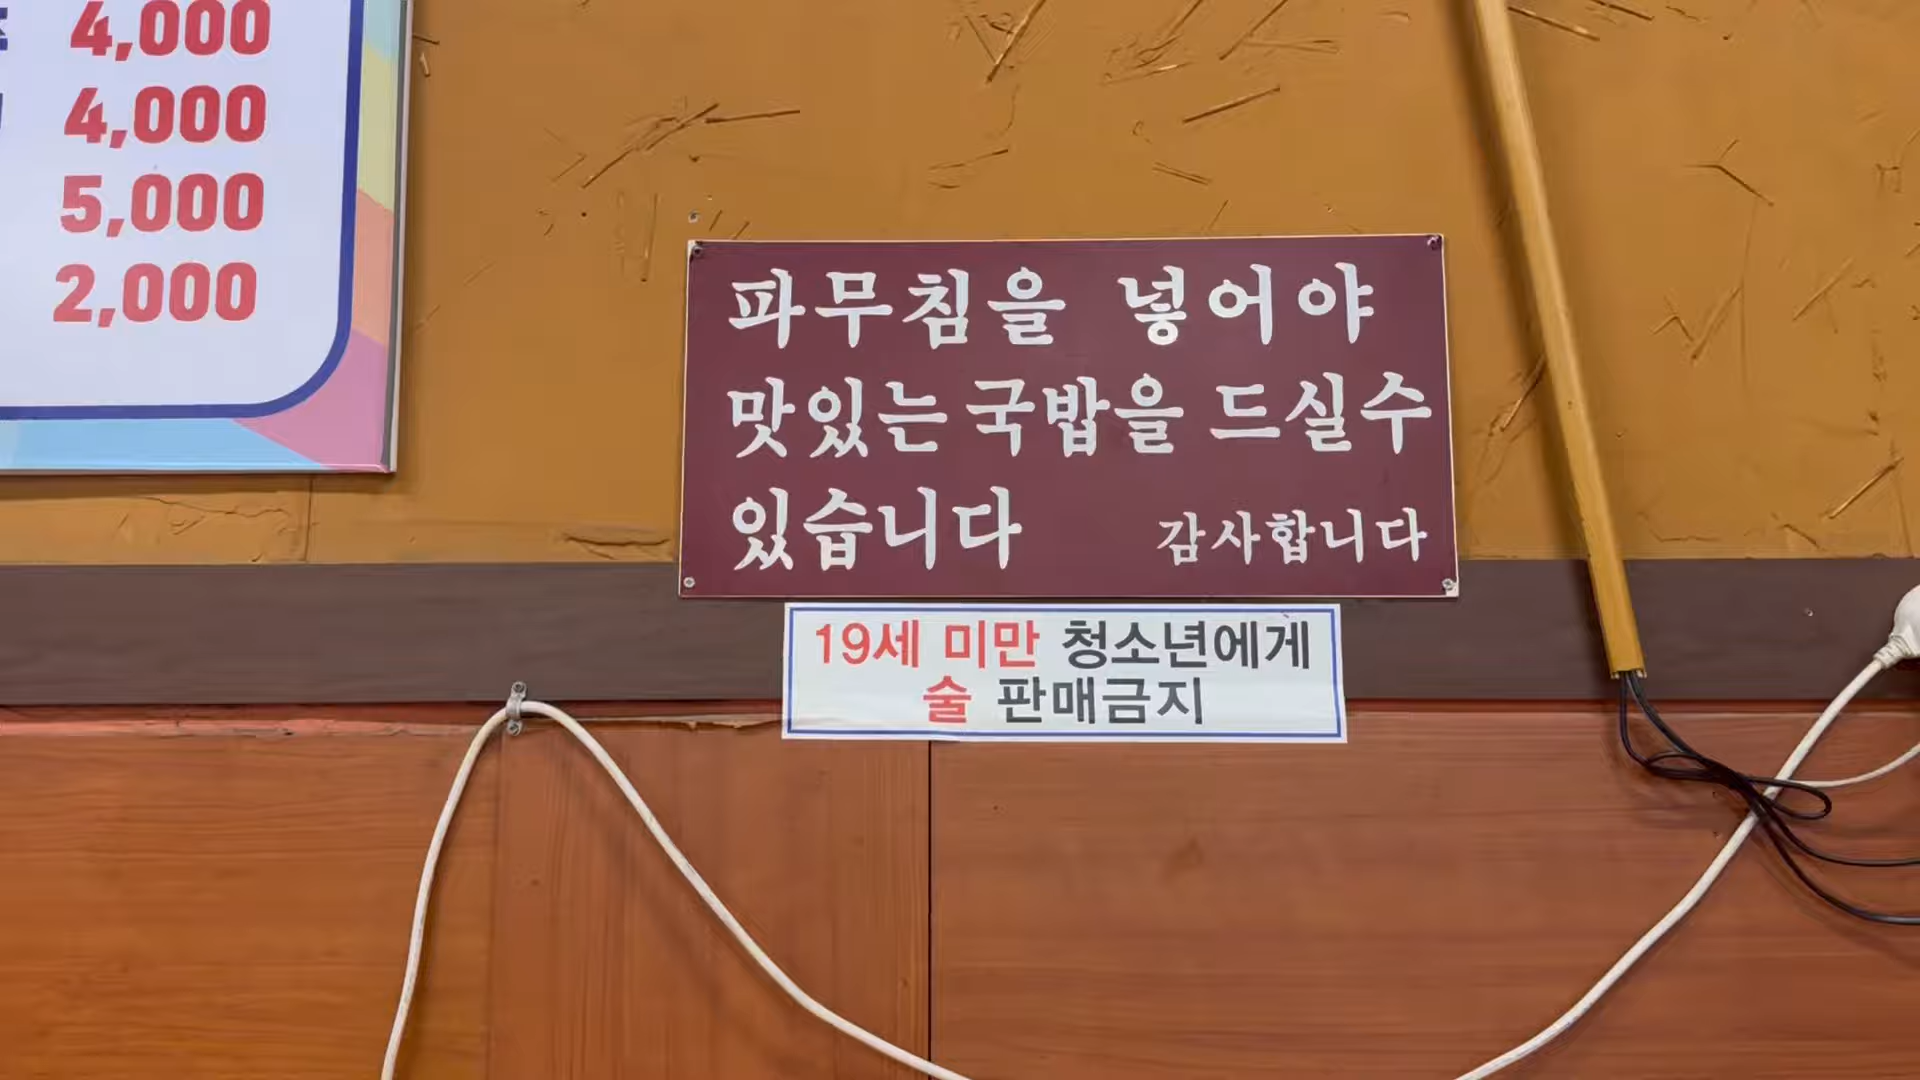 4,000
4,000
5,000
2,000
파무침을 넣어야
맛있는 국밥을 드실수
있습니다 감사합니다
19세 미만 청소년에게
술 판매금지